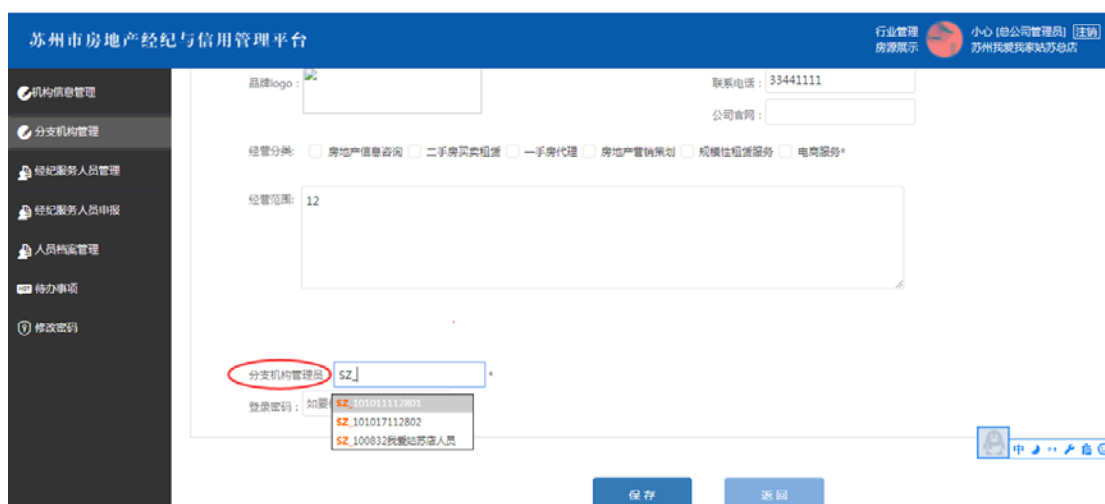 苏州市房地产经纪与信用管理平台
行业管理
房源展示
小心 [总公司管理员] [注销]
苏州我爱我家姑苏总店
机构信息管理
分支机构管理
经纪服务人员管理
经纪服务人员申报
人员档案管理
HOT 待办事项
修改密码
品牌logo：
联系电话： 33441111
公司官网：
经营分类: 房地产信息咨询 二手房买卖租赁 一手房代理 房地产营销策划 规模性租赁服务 电商服务*
经营范围: 12
分支机构管理员 SZ_ *
登录密码： 如要
SZ_101011112801
SZ_101017112802
SZ_100832我爱姑苏店人员
中
保存 返回